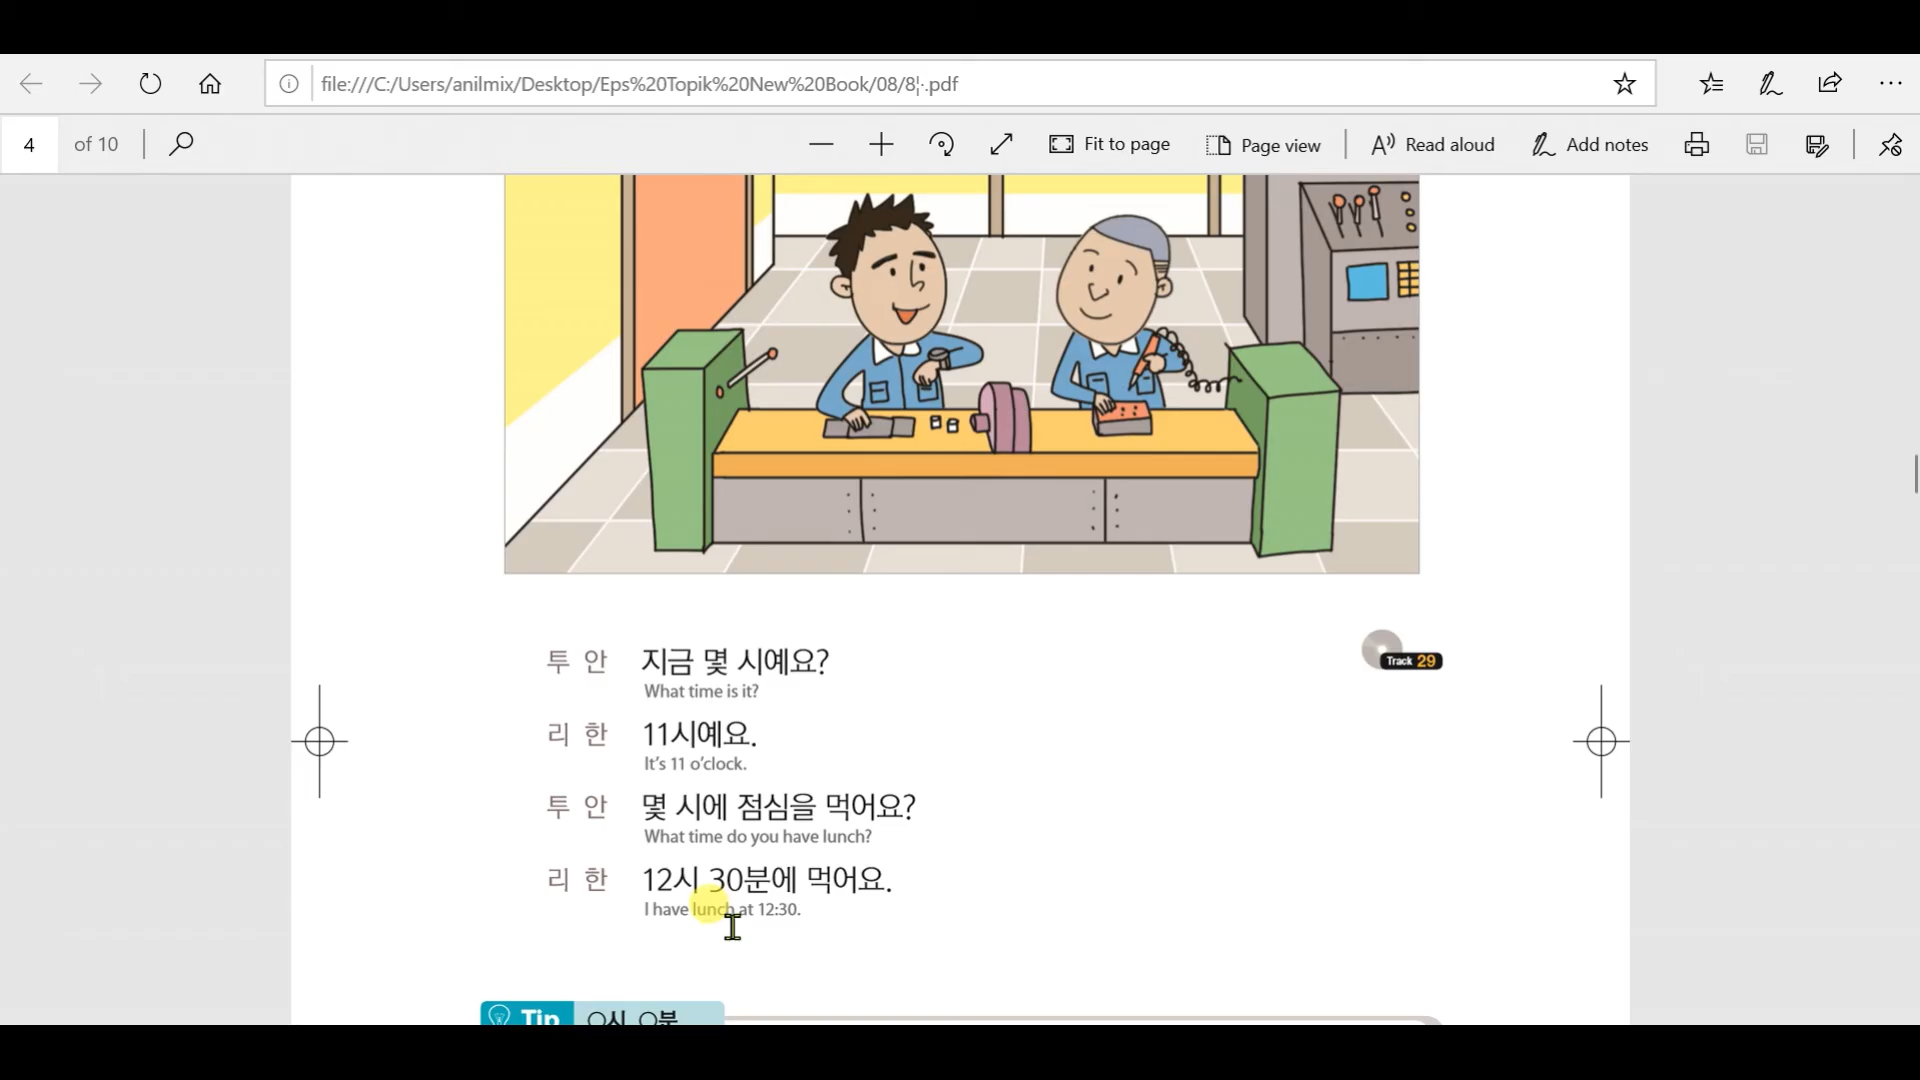 file:///C:/Users/anilmix/Desktop/Eps%20Topik%20New%20Book/08/8¦·.pdf
4 of 10 Fit to page Page view Read aloud Add notes
투 안 지금 몇 시예요?
What time is it?
Track 29
리 한 11시예요.
It's 11 o'clock.
투 안 몇 시에 점심을 먹어요?
What time do you have lunch?
리 한 12시 30분에 먹어요.
I have lunch at 12:30.
Tip ○시 ○분